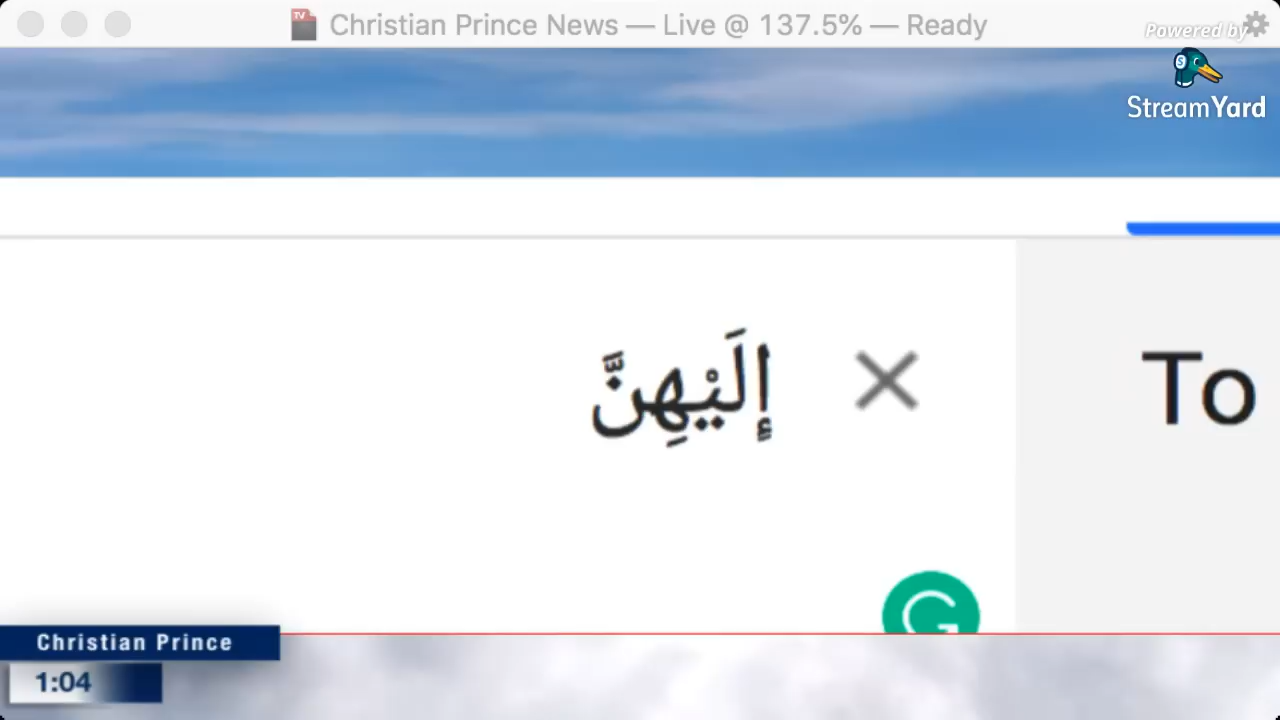 Christian Prince News — Live @ 137.5% — Ready
Powered by
StreamYard
إِلَيْهِنَّ
To
Christian Prince
1:04